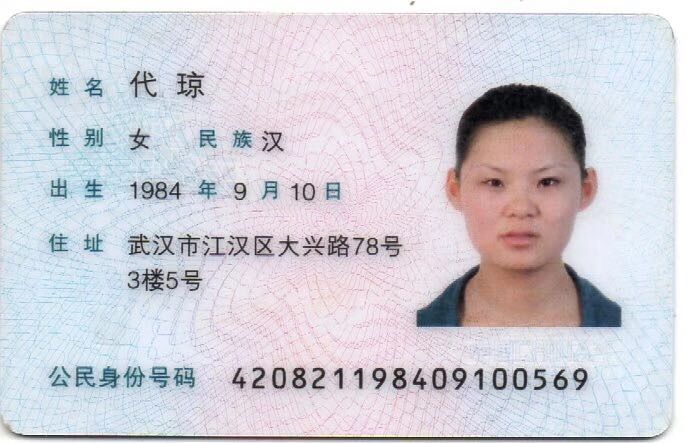 姓名 代琼
性别 女 民族 汉
出生 1984 年 9 月 10 日
住址 武汉市江汉区大兴路78号
3楼5号
公民身份号码 420821198409100569